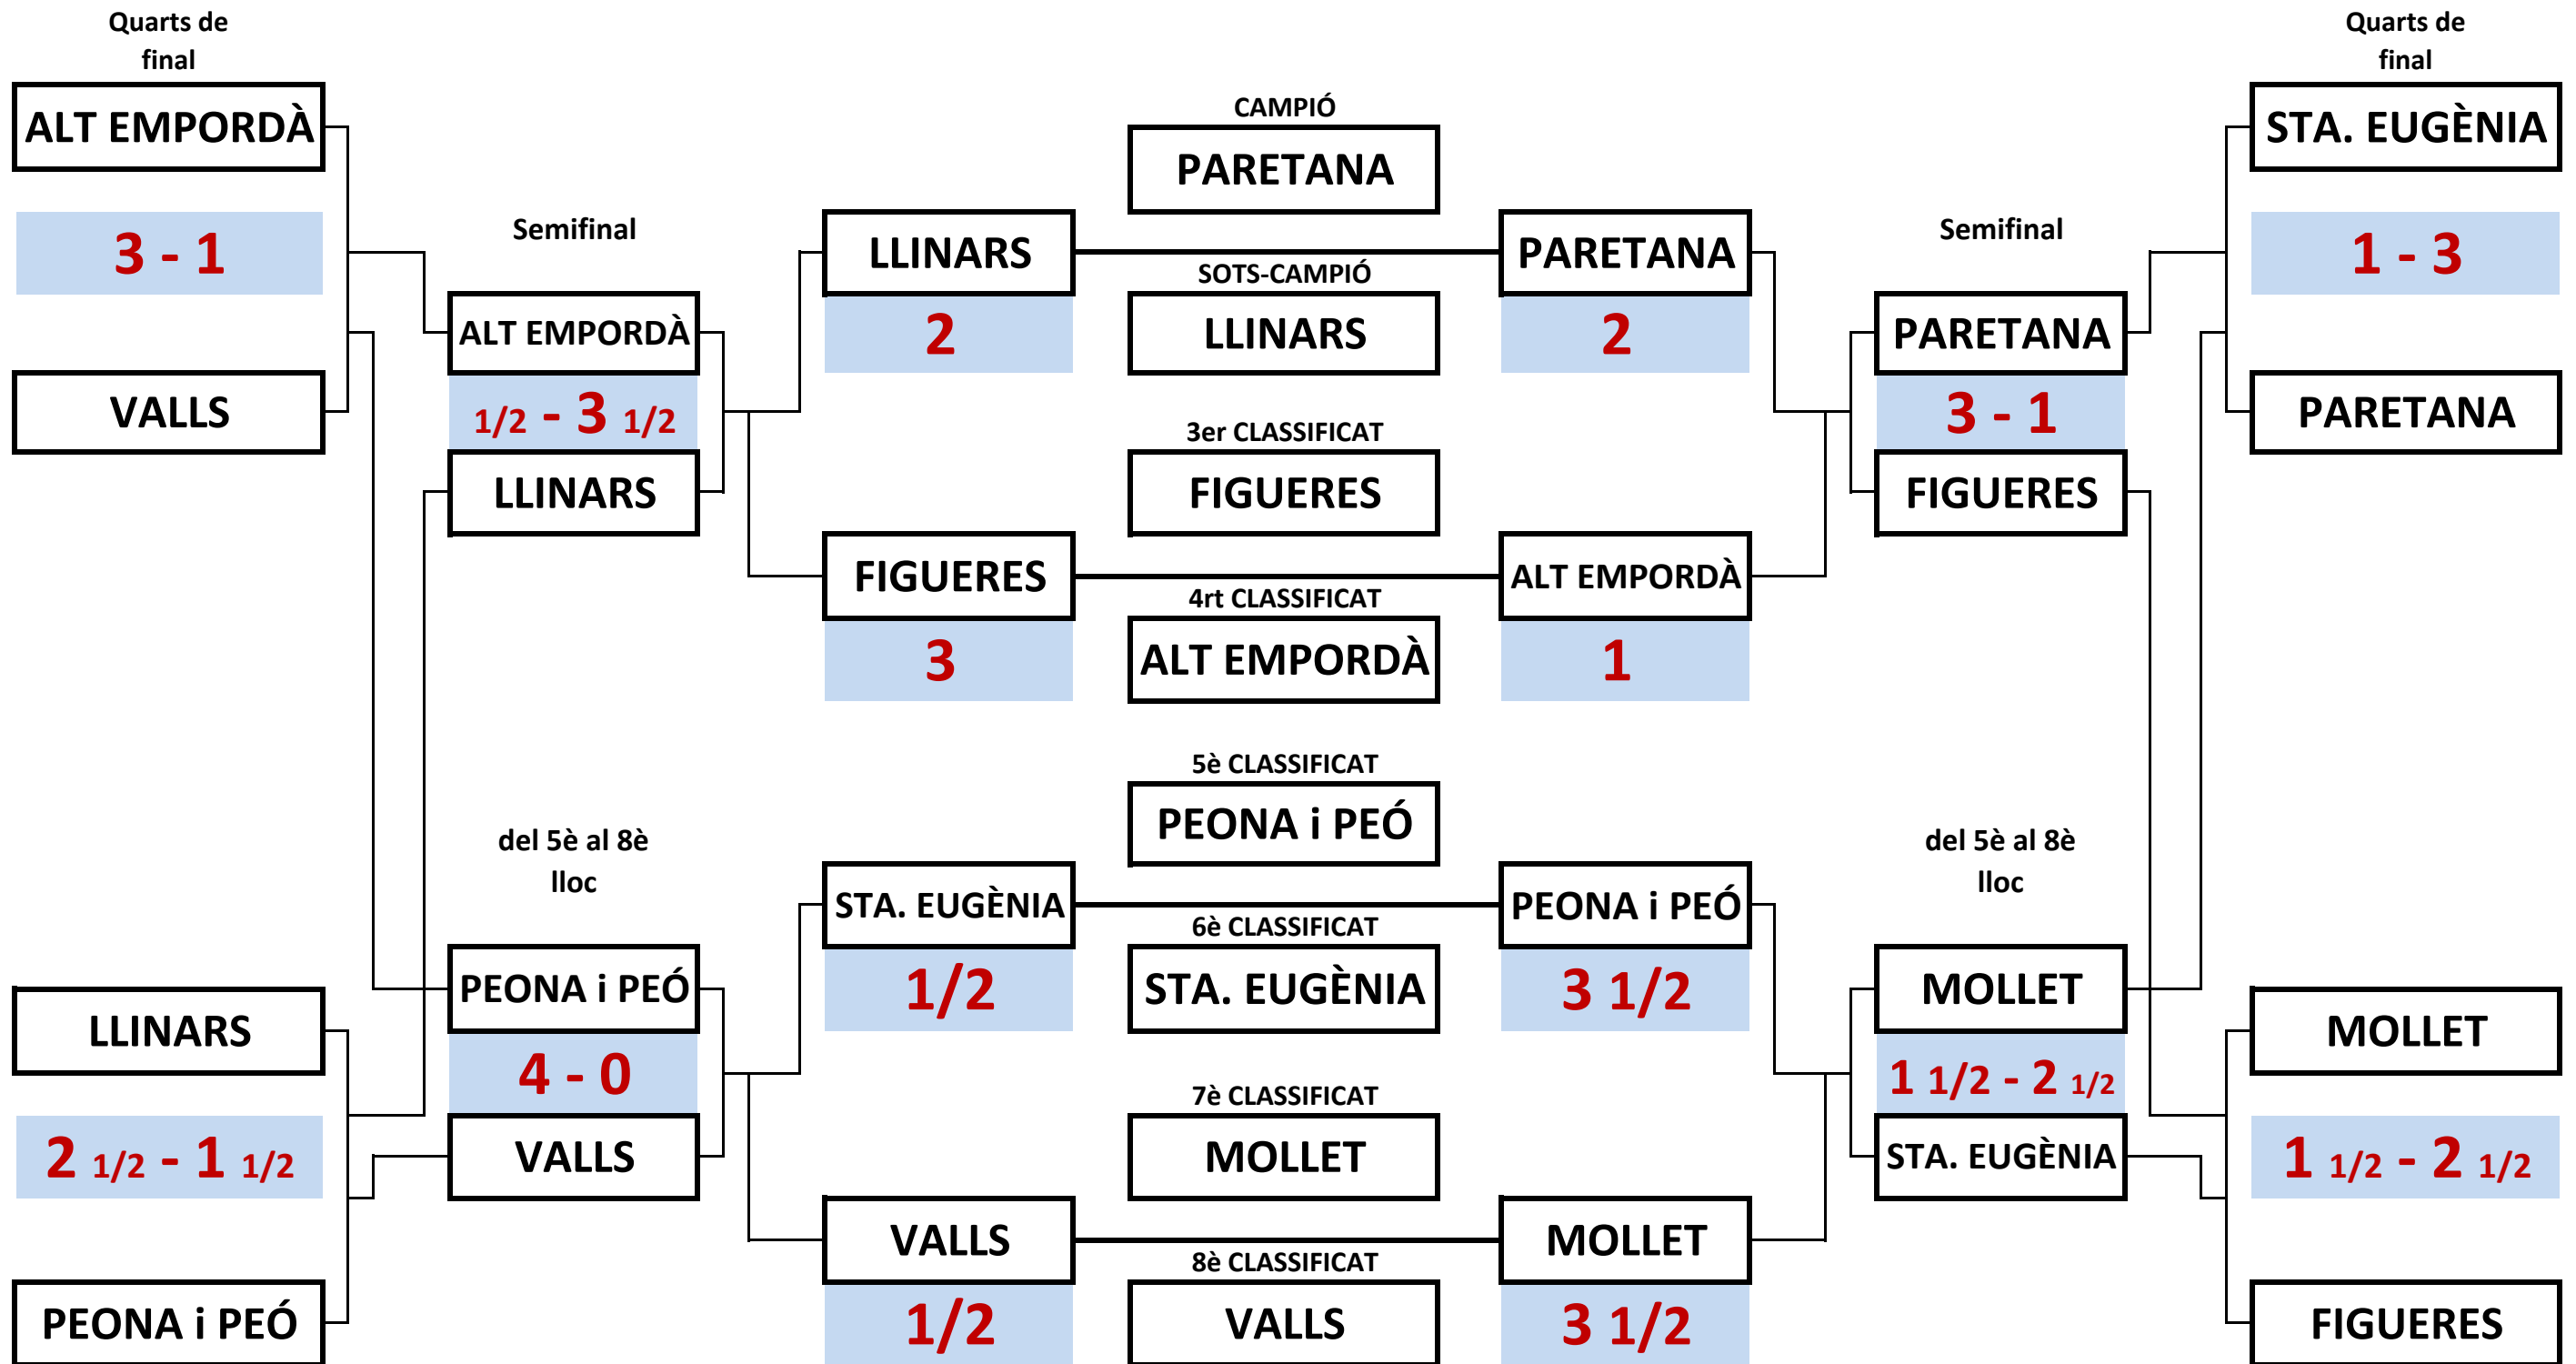 Quarts de
final
ALT EMPORDÀ
3 - 1
VALLS
LLINARS
2 1/2 - 1 1/2
PEONA i PEÓ
Semifinal
ALT EMPORDÀ
1/2 - 3 1/2
LLINARS
del 5è al 8è
lloc
PEONA i PEÓ
4 - 0
VALLS
LLINARS
2
FIGUERES
3
STA. EUGÈNIA
1/2
VALLS
1/2
CAMPIÓ
PARETANA
SOTS-CAMPIÓ
LLINARS
3er CLASSIFICAT
FIGUERES
4rt CLASSIFICAT
ALT EMPORDÀ
5è CLASSIFICAT
PEONA i PEÓ
6è CLASSIFICAT
STA. EUGÈNIA
7è CLASSIFICAT
MOLLET
8è CLASSIFICAT
VALLS
PARETANA
2
ALT EMPORDÀ
1
PEONA i PEÓ
3 1/2
MOLLET
3 1/2
Semifinal
PARETANA
3 - 1
FIGUERES
del 5è al 8è
lloc
MOLLET
1 1/2 - 2 1/2
STA. EUGÈNIA
Quarts de
final
STA. EUGÈNIA
1 - 3
PARETANA
MOLLET
1 1/2 - 2 1/2
FIGUERES